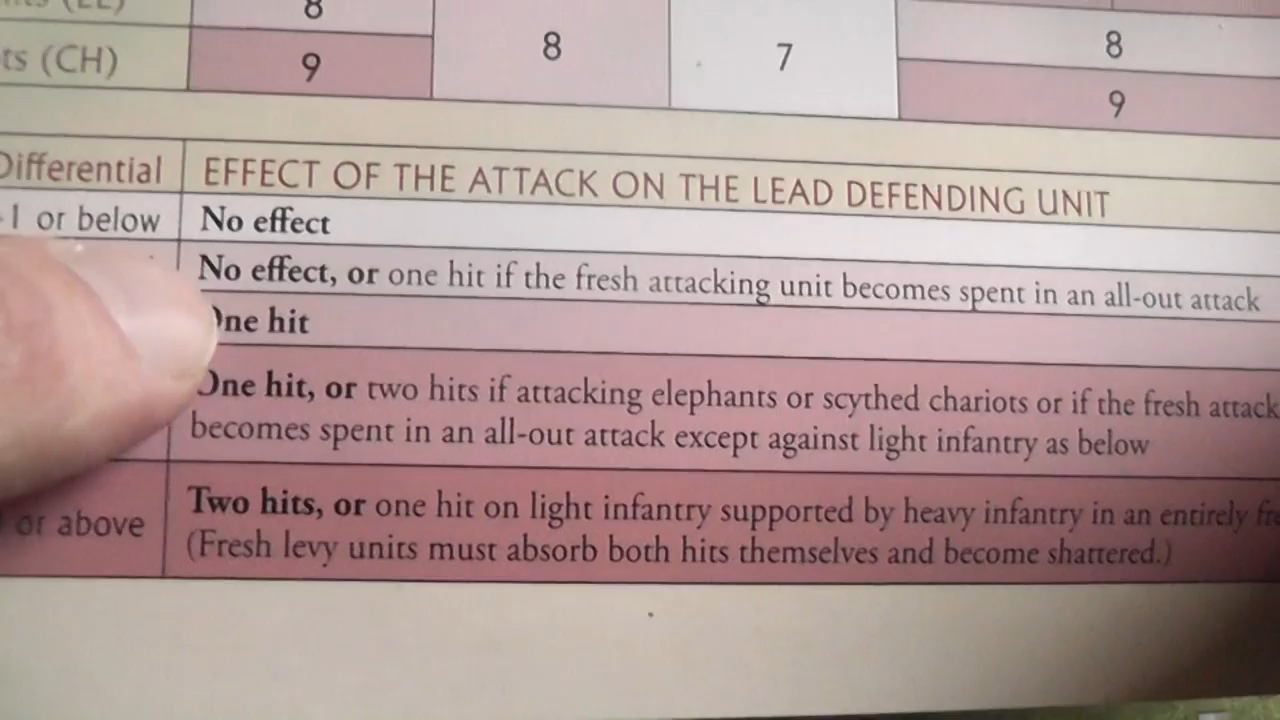 8
ts (CH) 9 8 7 8
9
Differential EFFECT OF THE ATTACK ON THE LEAD DEFENDING UNIT
1 or below No effect
No effect, or one hit if the fresh attacking unit becomes spent in an all-out attack
One hit
One hit, or two hits if attacking elephants or scythed chariots or if the fresh attack
becomes spent in an all-out attack except against light infantry as below
or above Two hits, or one hit on light infantry supported by heavy infantry in an entirely
(Fresh levy units must absorb both hits themselves and become shattered.)